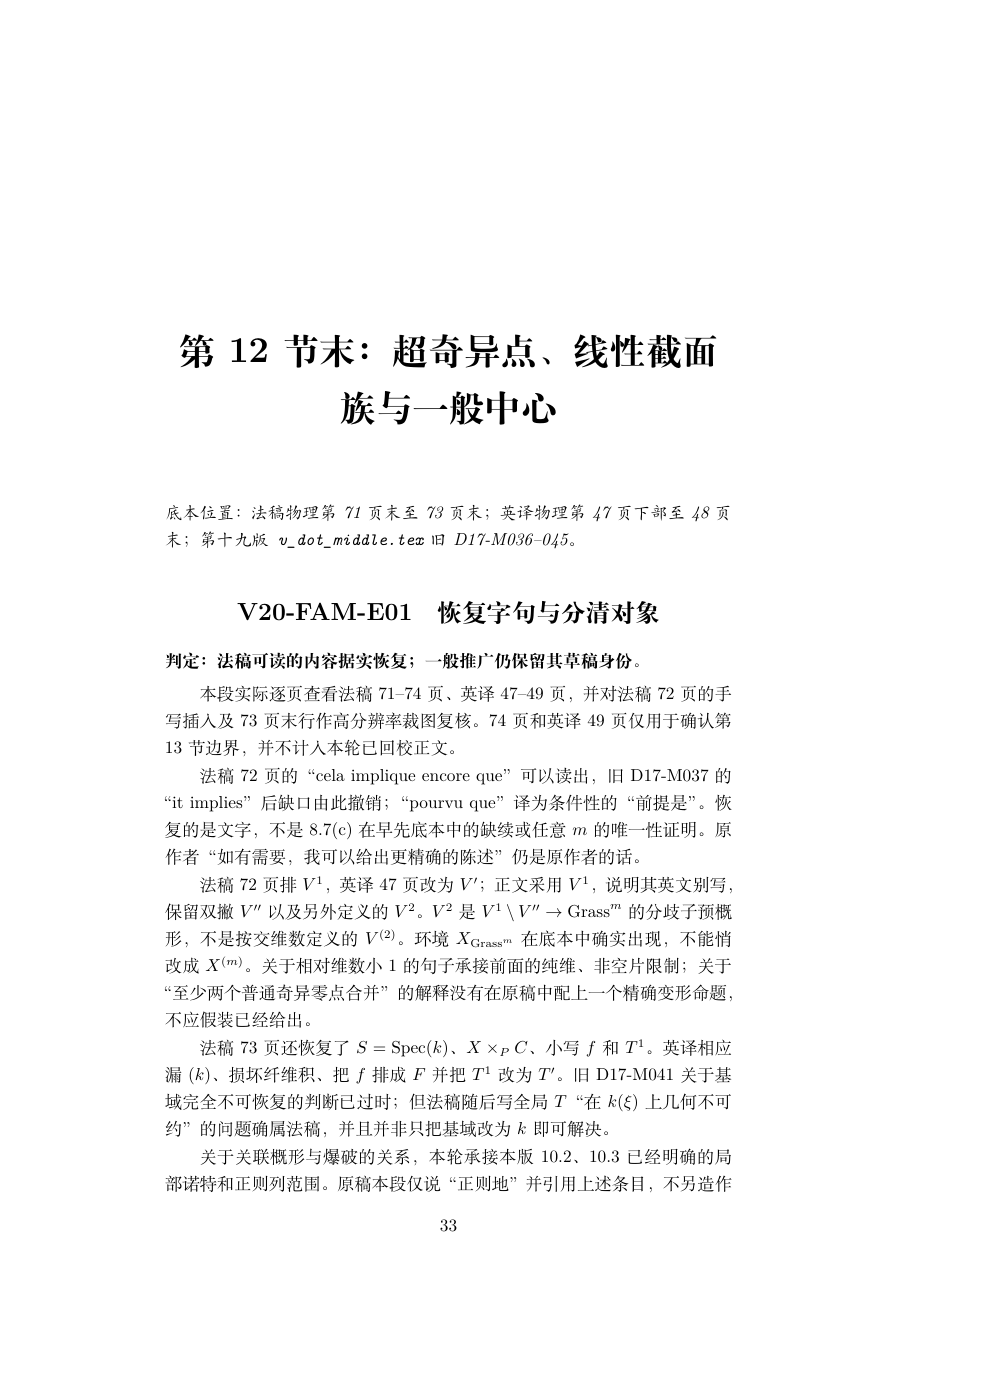 第 12 节末：超奇异点、线性截面
族与一般中心
底本位置：法稿物理第 71 页末至 73 页末；英译物理第 47 页下部至 48 页
末；第十九版 v_dot_middle.tex 旧 D17-M036–045。
V20-FAM-E01 恢复字句与分清对象
判定：法稿可读的内容据实恢复；一般推广仍保留其草稿身份。
本段实际逐页查看法稿 71–74 页、英译 47–49 页，并对法稿 72 页的手
写插入及 73 页末行作高分辨率裁图复核。74 页和英译 49 页仅用于确认第
13 节边界，并不计入本轮已回校正文。
法稿 72 页的“cela implique encore que”可以读出，旧 D17-M037 的
“it implies”后缺口由此撤销；“pourvu que”译为条件性的“前提是”。恢
复的是文字，不是 8.7(c) 在早先底本中的缺续或任意 m 的唯一性证明。原
作者“如有需要，我可以给出更精确的陈述”仍是原作者的话。
法稿 72 页排 V¹，英译 47 页改为 V′；正文采用 V¹，说明其英文别写，
保留双撇 V″ 以及另外定义的 V²。V² 是 V¹ \ V″ → Grassᵐ 的分歧子预概
形，不是按交维数定义的 V⁽²⁾。环境 X_{Grassᵐ} 在底本中确实出现，不能悄
改成 X⁽ᵐ⁾。关于相对维数小 1 的句子承接前面的纯维、非空片限制；关于
“至少两个普通奇异零点合并”的解释没有在原稿中配上一个精确变形命题，
不应假装已经给出。
法稿 73 页还恢复了 S = Spec(k)、X ×_P C、小写 f 和 T¹。英译相应
漏 (k)、损坏纤维积、把 f 排成 F 并把 T¹ 改为 T′。旧 D17-M041 关于基
域完全不可恢复的判断已过时；但法稿随后写全局 T “在 k(ξ) 上几何不可
约”的问题确属法稿，并且并非只把基域改为 k 即可解决。
关于关联概形与爆破的关系，本轮承接本版 10.2、10.3 已经明确的局
部诺特和正则列范围。原稿本段仅说“正则地”并引用上述条目，不另造作
33